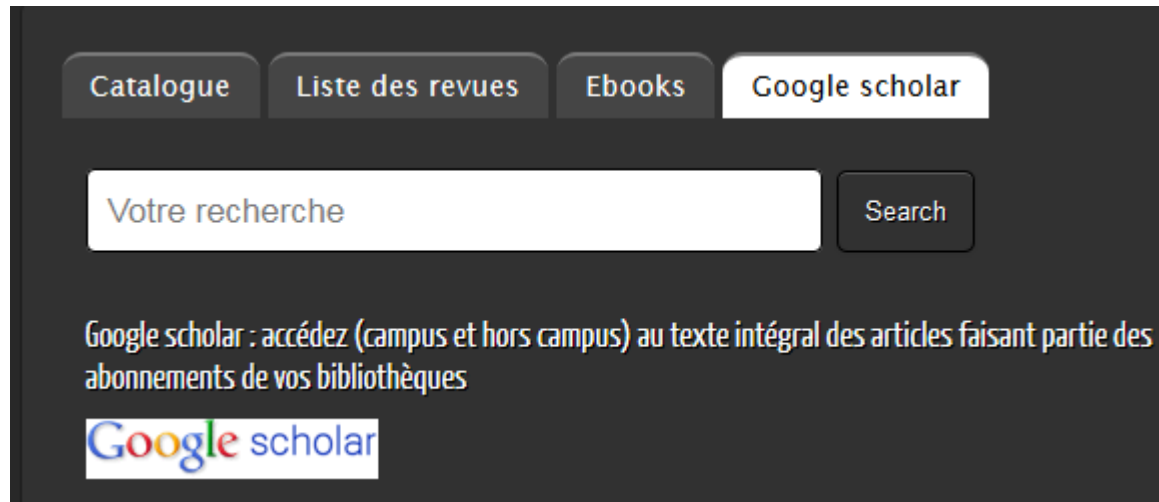 Catalogue Liste des revues Ebooks Google scholar
Votre recherche Search
Google scholar : accédez (campus et hors campus) au texte intégral des articles faisant partie des
abonnements de vos bibliothèques
Google scholar